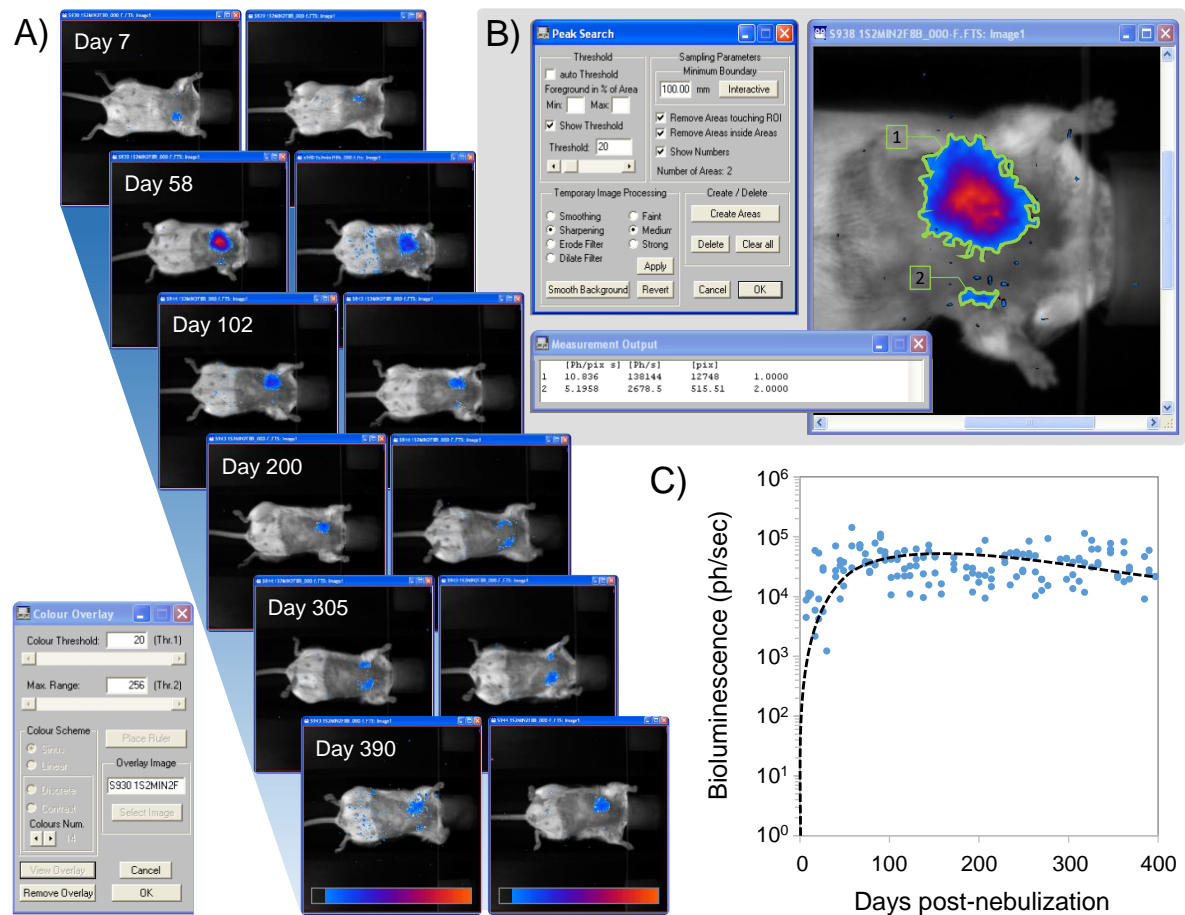 A)
Day 7
Day 58
Day 102
Day 200
Day 305
Day 390
Colour Overlay
Colour Threshold: 20 (Thr.1)
Max. Range: 256 (Thr.2)
Colour Scheme
Sinus
Linear
Discrete
Contrast
Colours Num.
14
Place Ruler
Overlay Image
S930 1S2MIN2F
Select Image
View Overlay
Cancel
Remove Overlay
OK
B)
Peak Search
Threshold
auto Threshold
Foreground in % of Area
Min: Max:
Show Threshold
Threshold: 20
Sampling Parameters
Minimum Boundary
100.00 mm Interactive
Remove Areas touching ROI
Remove Areas inside Areas
Show Numbers
Number of Areas: 2
Temporary Image Processing
Smoothing
Sharpening
Erode Filter
Dilate Filter
Faint
Medium
Strong
Apply
Smooth Background
Revert
Create / Delete
Create Areas
Delete
Clear all
Cancel
OK
S938 1S2MIN2F8B_000-F.FTS: Image1
1
2
Measurement Output
[Ph/pix s] [Ph/s] [pix]
1 10.836 138144 12748 1.0000
2 5.1958 2678.5 515.51 2.0000
C)
Bioluminescence (ph/sec)
10⁶
10⁵
10⁴
10³
10²
10¹
10⁰
0 100 200 300 400
Days post-nebulization